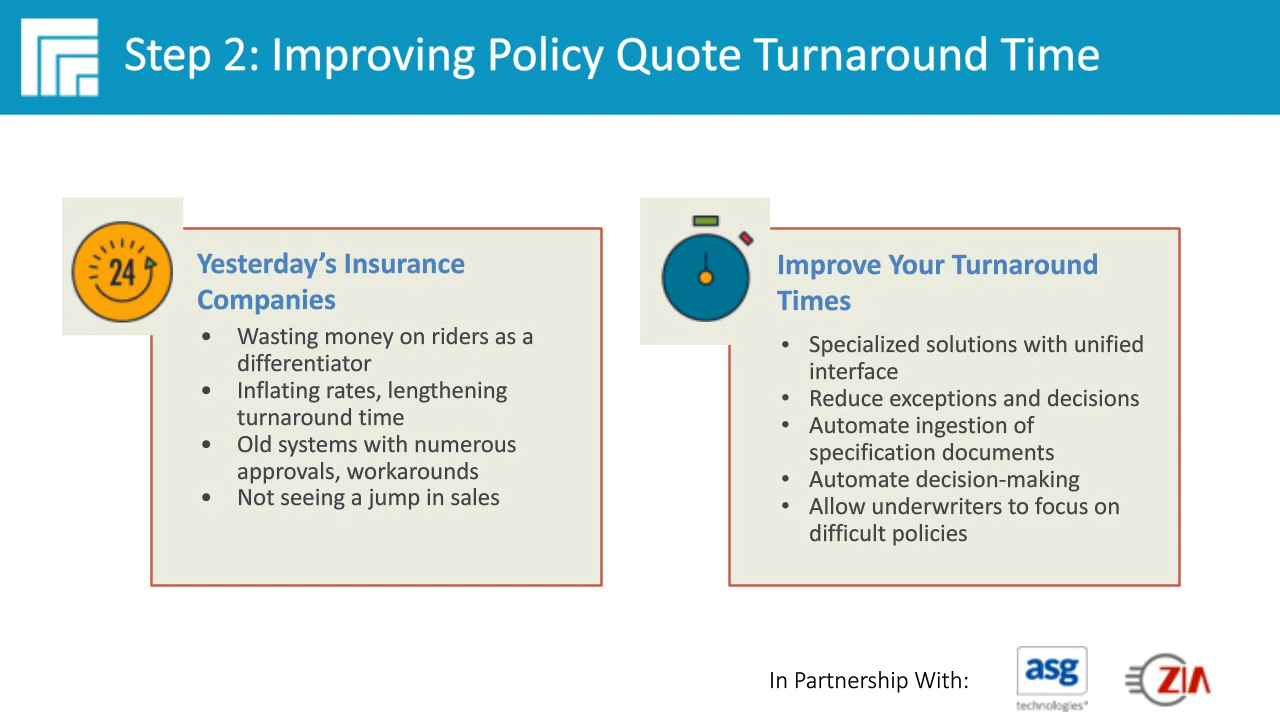 Step 2: Improving Policy Quote Turnaround Time
24
Yesterday’s Insurance
Companies
• Wasting money on riders as a
differentiator
• Inflating rates, lengthening
turnaround time
• Old systems with numerous
approvals, workarounds
• Not seeing a jump in sales
Improve Your Turnaround
Times
• Specialized solutions with unified
interface
• Reduce exceptions and decisions
• Automate ingestion of
specification documents
• Automate decision-making
• Allow underwriters to focus on
difficult policies
In Partnership With:
asg
technologies®
ZIA